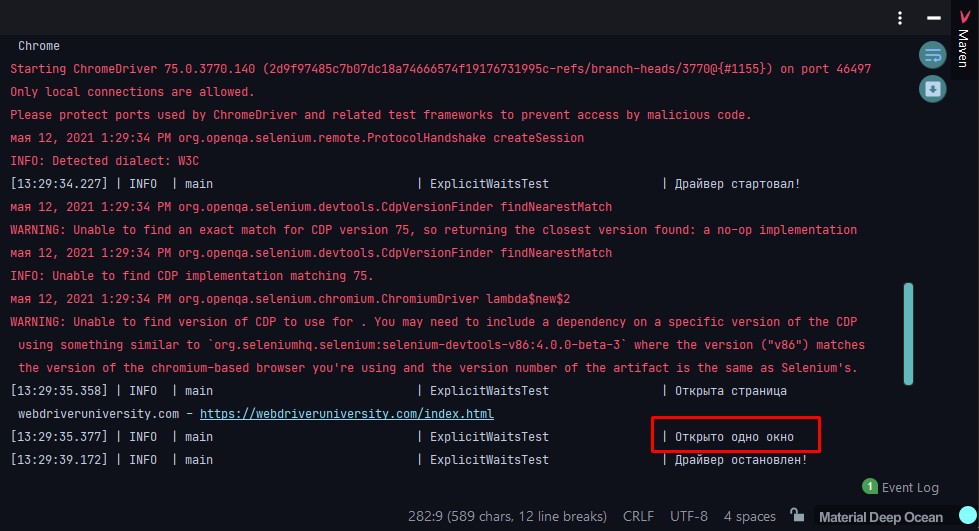 Maven
Chrome
Starting ChromeDriver 75.0.3770.140 (2d9f97485c7b07dc18a74666574f19176731995c-refs/branch-heads/3770@{#1155}) on port 46497
Only local connections are allowed.
Please protect ports used by ChromeDriver and related test frameworks to prevent access by malicious code.
мая 12, 2021 1:29:34 PM org.openqa.selenium.remote.ProtocolHandshake createSession
INFO: Detected dialect: W3C
[13:29:34.227] | INFO | main | ExplicitWaitsTest | Драйвер стартовал!
мая 12, 2021 1:29:34 PM org.openqa.selenium.devtools.CdpVersionFinder findNearestMatch
WARNING: Unable to find an exact match for CDP version 75, so returning the closest version found: a no-op implementation
мая 12, 2021 1:29:34 PM org.openqa.selenium.devtools.CdpVersionFinder findNearestMatch
INFO: Unable to find CDP implementation matching 75.
мая 12, 2021 1:29:34 PM org.openqa.selenium.chromium.ChromiumDriver lambda$new$2
WARNING: Unable to find version of CDP to use for . You may need to include a dependency on a specific version of the CDP
using something similar to `org.seleniumhq.selenium:selenium-devtools-v86:4.0.0-beta-3` where the version ("v86") matches
the version of the chromium-based browser you're using and the version number of the artifact is the same as Selenium's.
[13:29:35.358] | INFO | main | ExplicitWaitsTest | Открыта страница
webdriveruniversity.com - https://webdriveruniversity.com/index.html
[13:29:35.377] | INFO | main | ExplicitWaitsTest | Открыто одно окно
[13:29:39.172] | INFO | main | ExplicitWaitsTest | Драйвер остановлен!
1 Event Log
282:9 (589 chars, 12 line breaks) CRLF UTF-8 4 spaces Material Deep Ocean